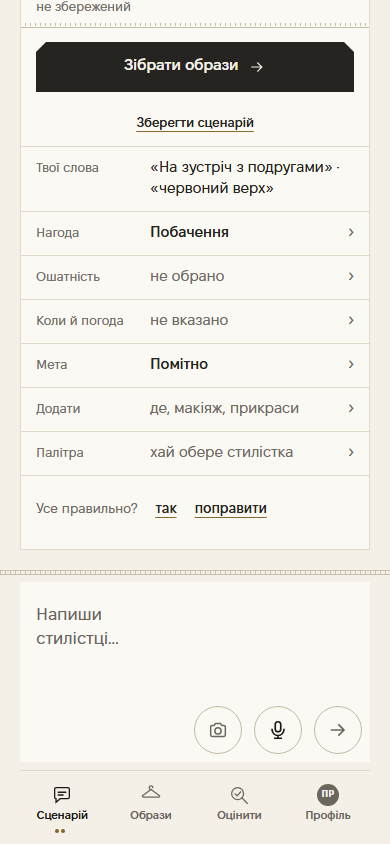 не збережений
Зібрати образи →
Зберегти сценарій
Твої слова
«На зустріч з подругами» ·
«червоний верх»
Нагода
Побачення
Ошатність
не обрано
Коли й погода
не вказано
Мета
Помітно
Додати
де, макіяж, прикраси
Палітра
хай обере стилістка
Усе правильно? так поправити
Напиши
стилістці...
Сценарій
Образи
Оцінити
ПР
Профіль